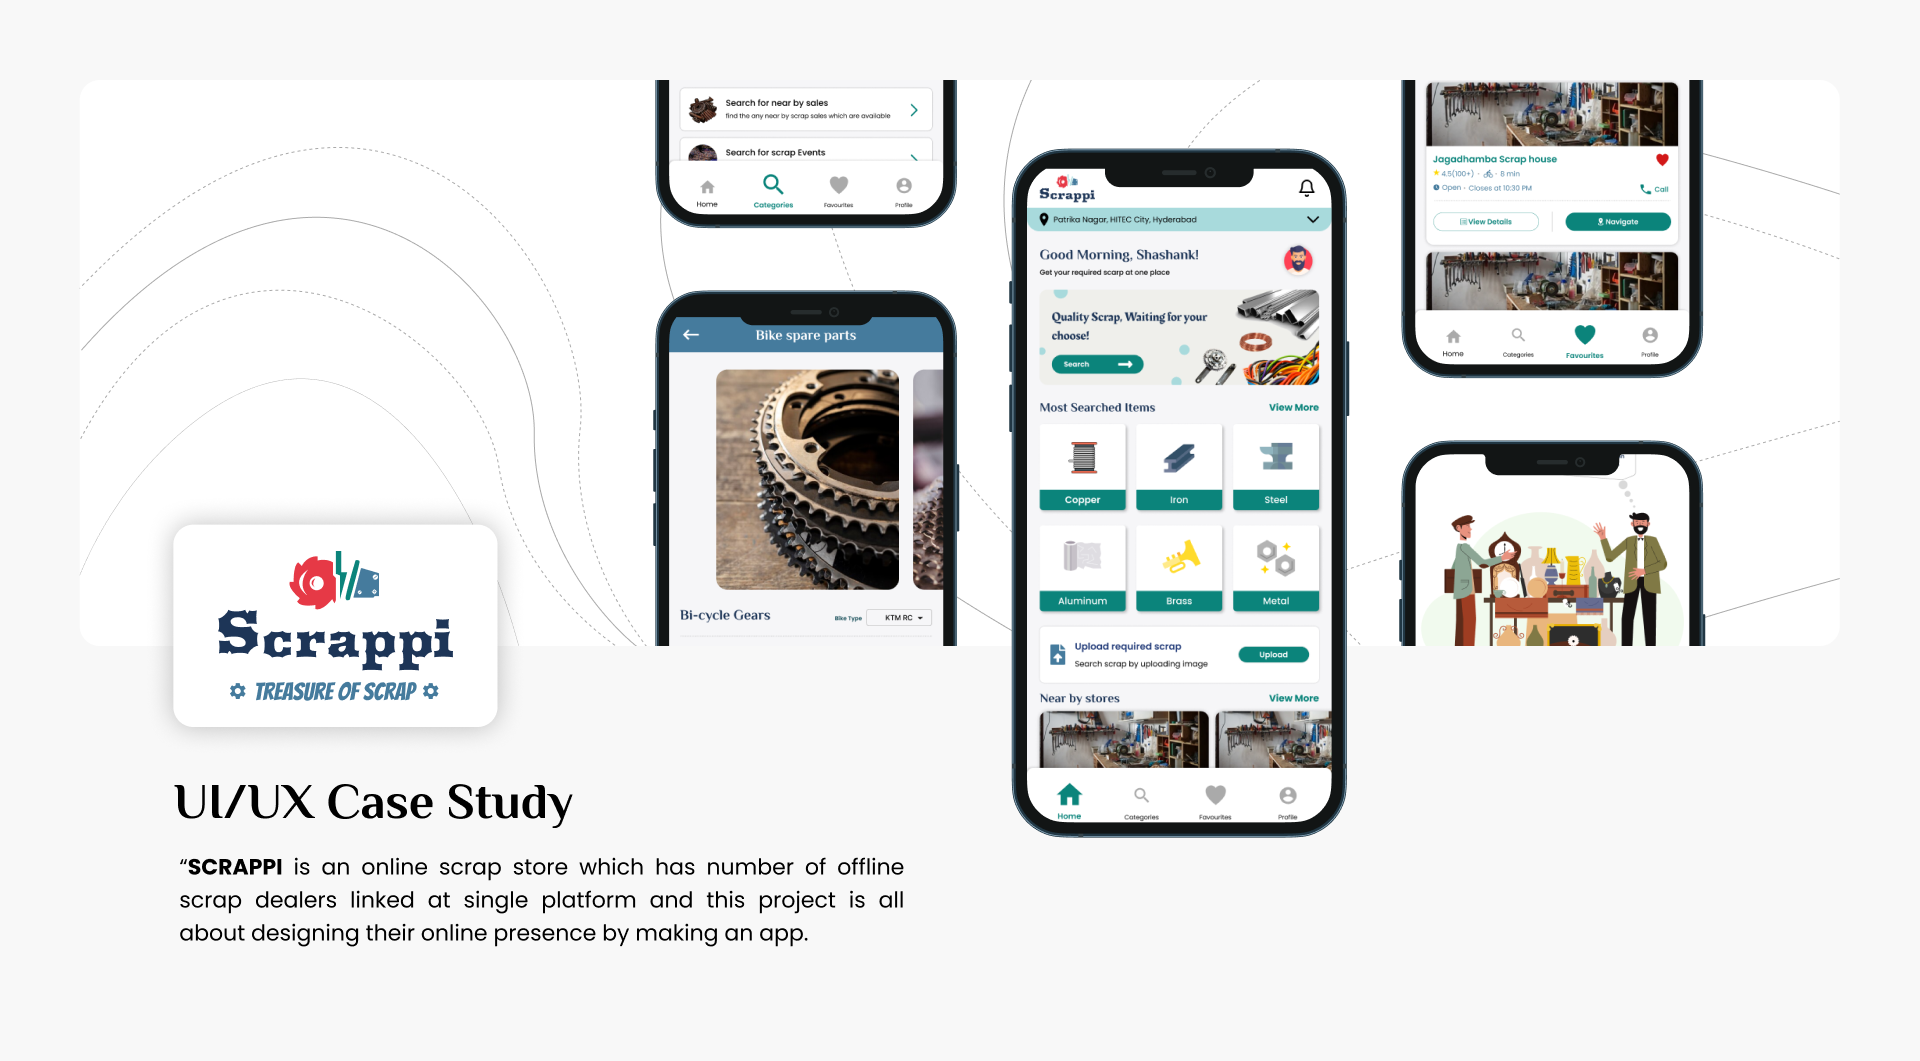 Search for near by sales
find the any near by scrap sales which are available
Search for scrap Events
Home
Categories
Favourites
Profile
Bike spare parts
Bi-cycle Gears
Bike Type
KTM RC
Scrappi
Patrika Nagar, HITEC City, Hyderabad
Good Morning, Shashank!
Get your required scarp at one place
Quality Scrap, Waiting for your
choose!
Search
Most Searched Items
View More
Copper
Iron
Steel
Aluminum
Brass
Metal
Upload required scrap
Search scrap by uploading image
Upload
Near by stores
View More
Home
Categories
Favourites
Profile
Jagadhamba Scrap house
4.5(100+) · 8 min
Open · Closes at 10:30 PM
Call
View Details
Navigate
Home
Categories
Favourites
Profile
Scrappi
TREASURE OF SCRAP
UI/UX Case Study
“SCRAPPI is an online scrap store which has number of offline
scrap dealers linked at single platform and this project is all
about designing their online presence by making an app.